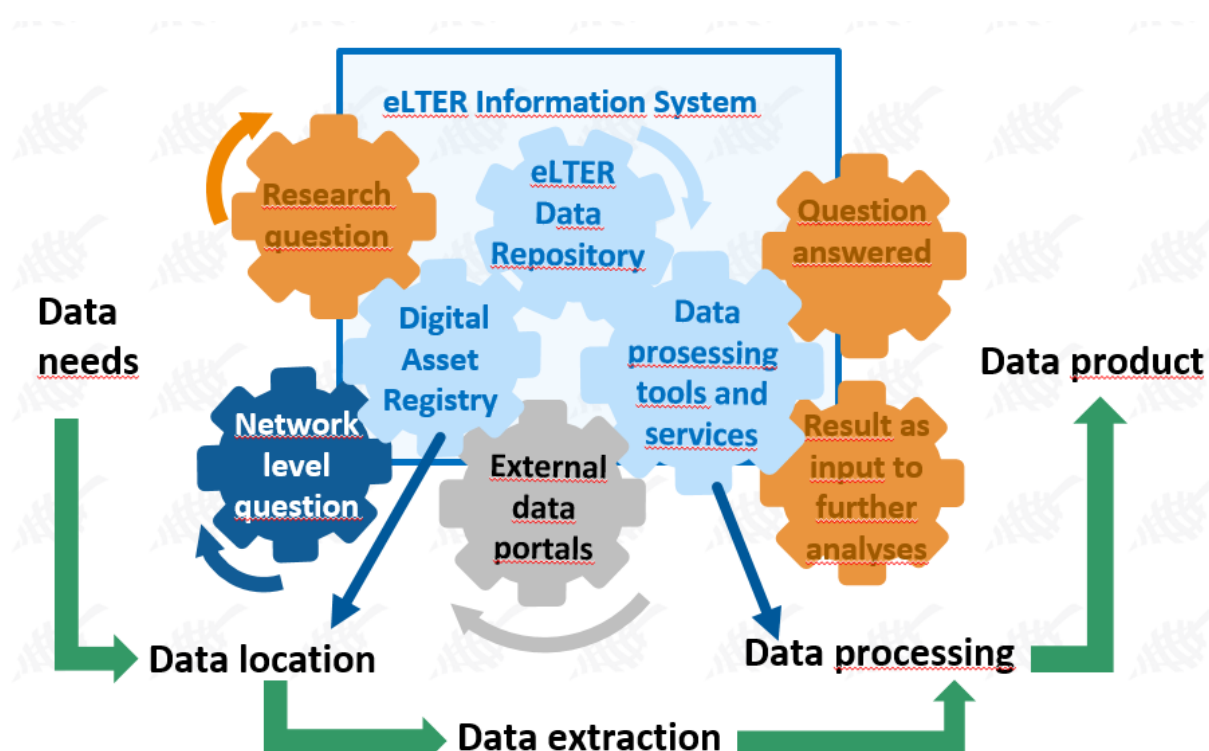 eLTER Information System
Research
question
eLTER
Data
Repository
Question
answered
Digital
Asset
Registry
Data
prosessing
tools and
services
Data
needs
Data product
Network
level
question
External
data
portals
Result as
input to
further
analyses
Data location
Data processing
Data extraction